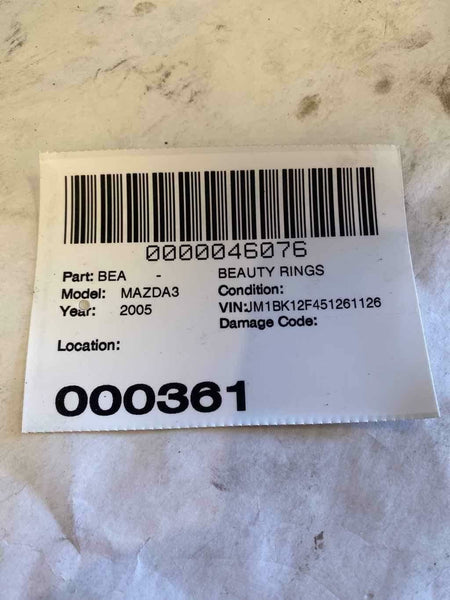 0000046076
Part: BEA - BEAUTY RINGS
Model: MAZDA3 Condition:
Year: 2005 VIN:JM1BK12F451261126
Damage Code:
Location:
000361